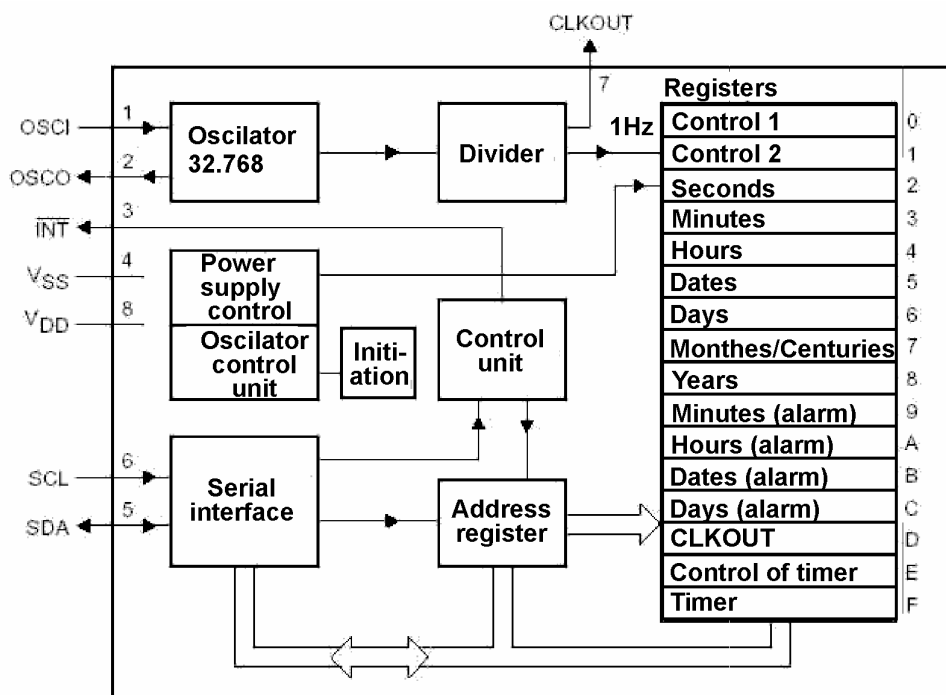 CLKOUT
7
Registers
OSCI
1
Oscilator
32.768
OSCO
2
Divider
1Hz
Control 1
0
Control 2
1
Seconds
2
Minutes
3
Hours
4
Dates
5
Days
6
Monthes/Centuries
7
Years
8
Minutes (alarm)
9
Hours (alarm)
A
Dates (alarm)
B
Days (alarm)
C
CLKOUT
D
Control of timer
E
Timer
F
INT
3
VSS
4
VDD
8
Power
supply
control
Oscilator
control
unit
Initi-
ation
Control
unit
SCL
6
SDA
5
Serial
interface
Address
register